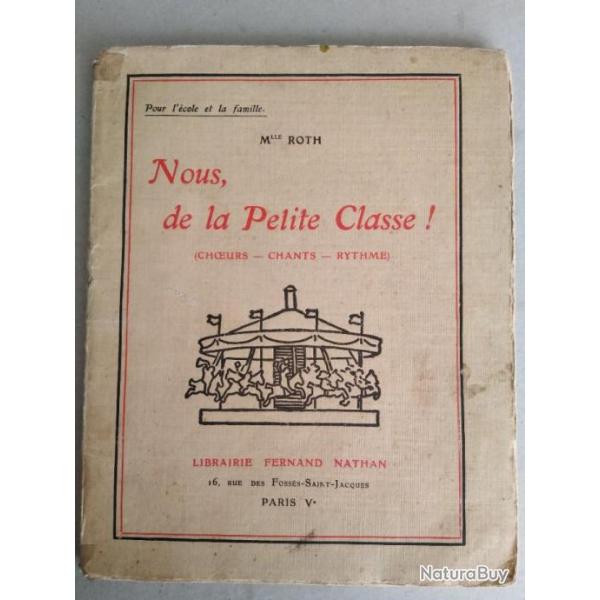 Pour l'école et la famille.
Mlle ROTH
Nous,
de la Petite Classe !
(CHŒURS — CHANTS — RYTHME)
LIBRAIRIE FERNAND NATHAN
16, RUE DES FOSSÉS-SAINT-JACQUES
PARIS Ve
NaturaBuy